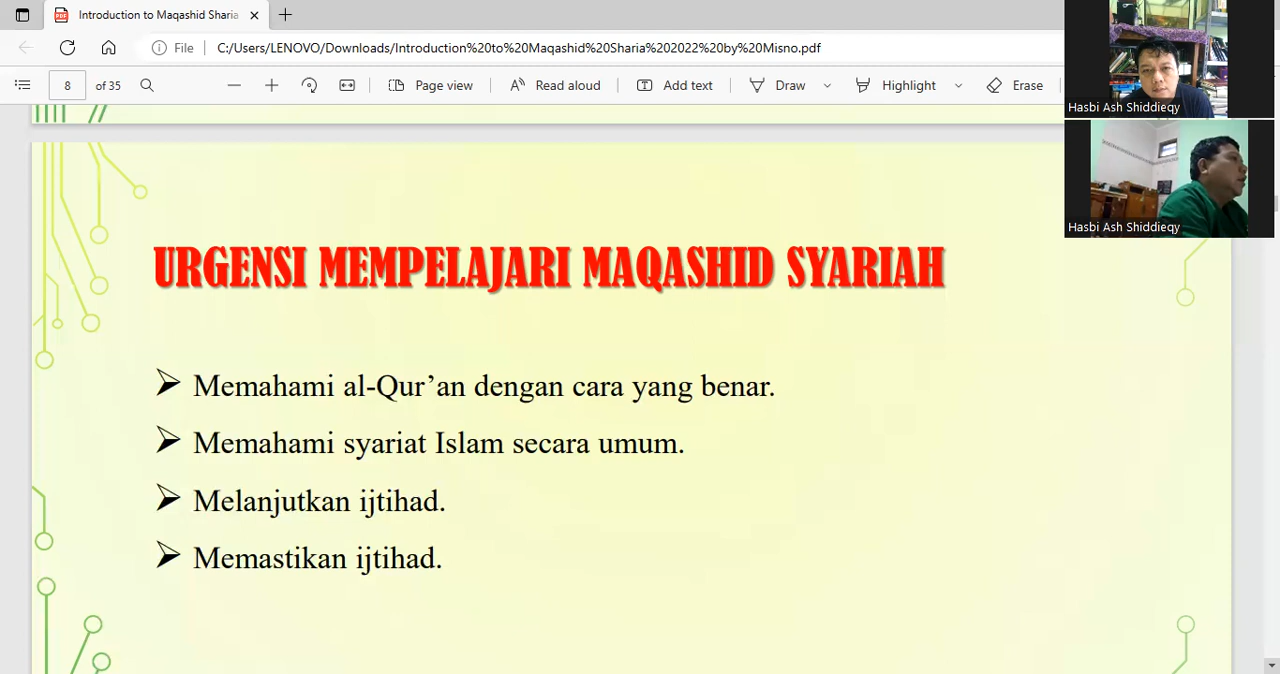 Introduction to Maqashid Sharia
File C:/Users/LENOVO/Downloads/Introduction%20to%20Maqashid%20Sharia%202022%20by%20Misno.pdf
8 of 35 Page view Read aloud Add text Draw Highlight Erase
Hasbi Ash Shiddieqy
Hasbi Ash Shiddieqy
URGENSI MEMPELAJARI MAQASHID SYARIAH
Memahami al-Qur’an dengan cara yang benar.
Memahami syariat Islam secara umum.
Melanjutkan ijtihad.
Memastikan ijtihad.